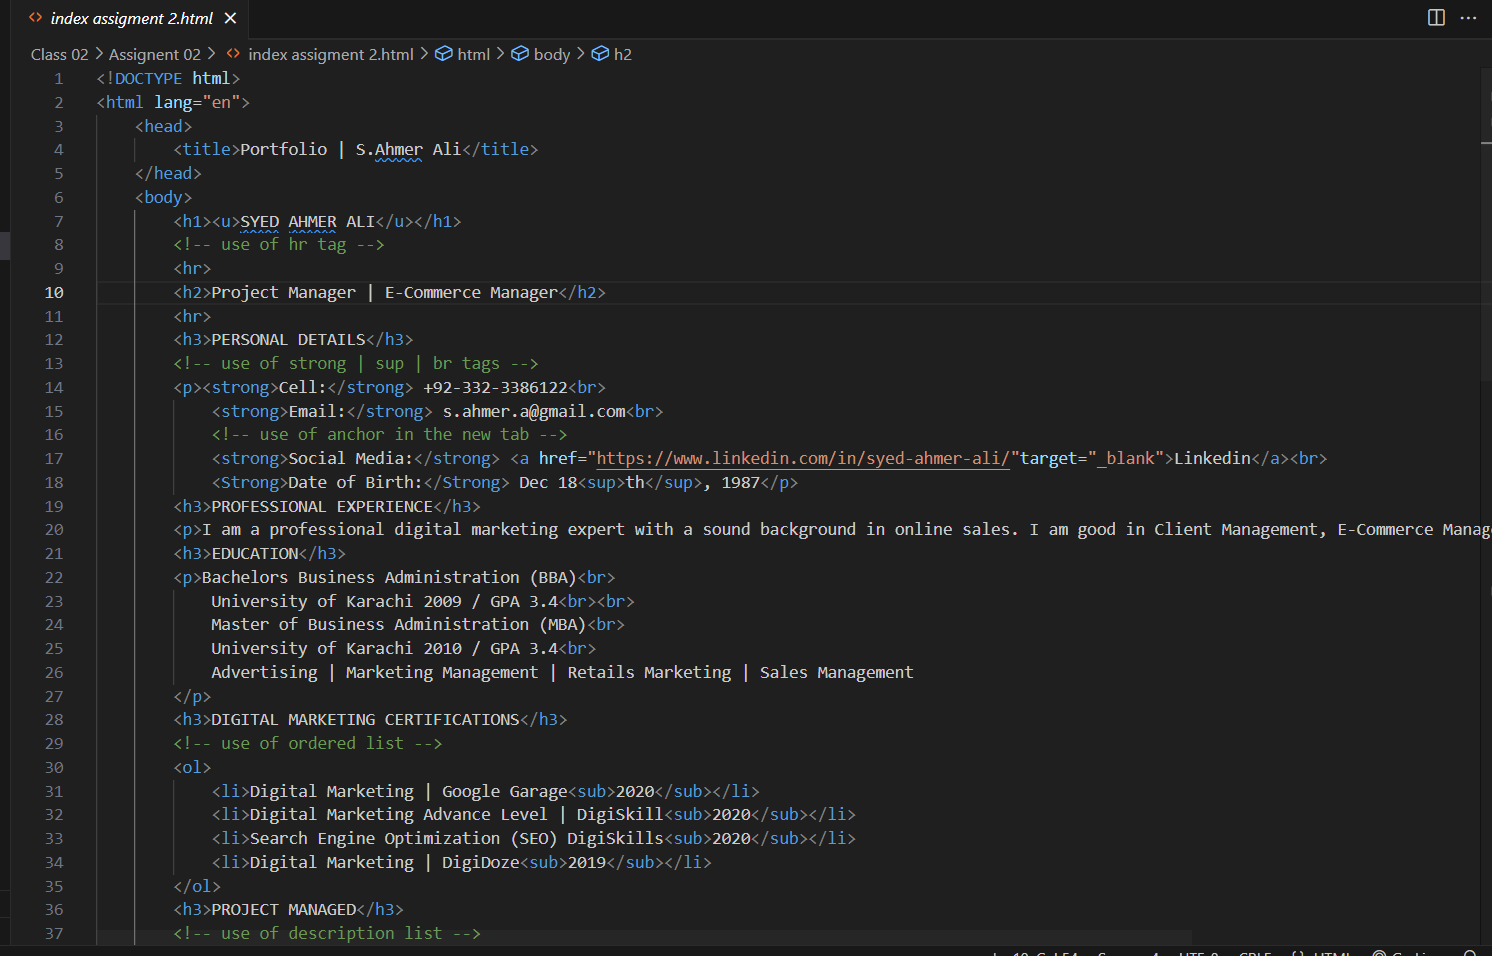 index assigment 2.html
Class 02 > Assignent 02 > index assigment 2.html > html > body > h2
1 <!DOCTYPE html>
2 <html lang="en">
3 <head>
4 <title>Portfolio | S.Ahmer Ali</title>
5 </head>
6 <body>
7 <h1><u>SYED AHMER ALI</u></h1>
8 <!-- use of hr tag -->
9 <hr>
10 <h2>Project Manager | E-Commerce Manager</h2>
11 <hr>
12 <h3>PERSONAL DETAILS</h3>
13 <!-- use of strong | sup | br tags -->
14 <p><strong>Cell:</strong> +92-332-3386122<br>
15 <strong>Email:</strong> s.ahmer.a@gmail.com<br>
16 <!-- use of anchor in the new tab -->
17 <strong>Social Media:</strong> <a href="https://www.linkedin.com/in/syed-ahmer-ali/"target="_blank">Linkedin</a><br>
18 <Strong>Date of Birth:</Strong> Dec 18<sup>th</sup>, 1987</p>
19 <h3>PROFESSIONAL EXPERIENCE</h3>
20 <p>I am a professional digital marketing expert with a sound background in online sales. I am good in Client Management, E-Commerce Manag
21 <h3>EDUCATION</h3>
22 <p>Bachelors Business Administration (BBA)<br>
23 University of Karachi 2009 / GPA 3.4<br><br>
24 Master of Business Administration (MBA)<br>
25 University of Karachi 2010 / GPA 3.4<br>
26 Advertising | Marketing Management | Retails Marketing | Sales Management
27 </p>
28 <h3>DIGITAL MARKETING CERTIFICATIONS</h3>
29 <!-- use of ordered list -->
30 <ol>
31 <li>Digital Marketing | Google Garage<sub>2020</sub></li>
32 <li>Digital Marketing Advance Level | DigiSkill<sub>2020</sub></li>
33 <li>Search Engine Optimization (SEO) DigiSkills<sub>2020</sub></li>
34 <li>Digital Marketing | DigiDoze<sub>2019</sub></li>
35 </ol>
36 <h3>PROJECT MANAGED</h3>
37 <!-- use of description list -->